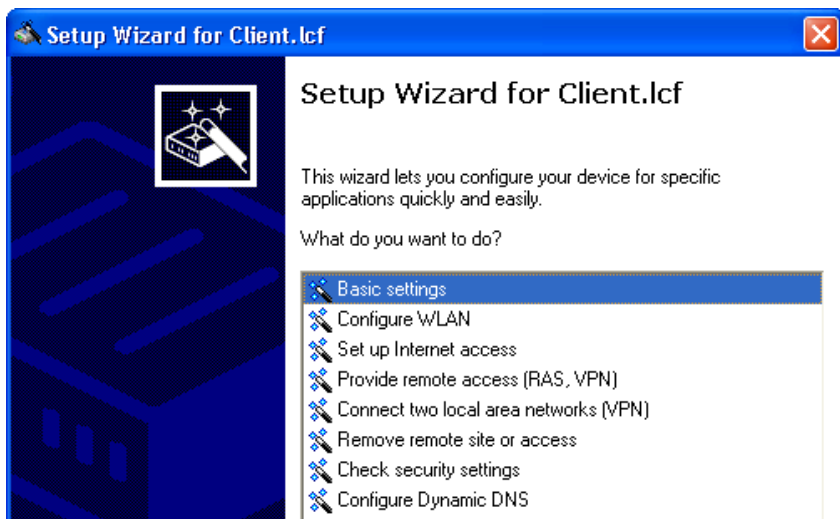 Setup Wizard for Client.lcf
Setup Wizard for Client.lcf
This wizard lets you configure your device for specific
applications quickly and easily.
What do you want to do?
Basic settings
Configure WLAN
Set up Internet access
Provide remote access (RAS, VPN)
Connect two local area networks (VPN)
Remove remote site or access
Check security settings
Configure Dynamic DNS